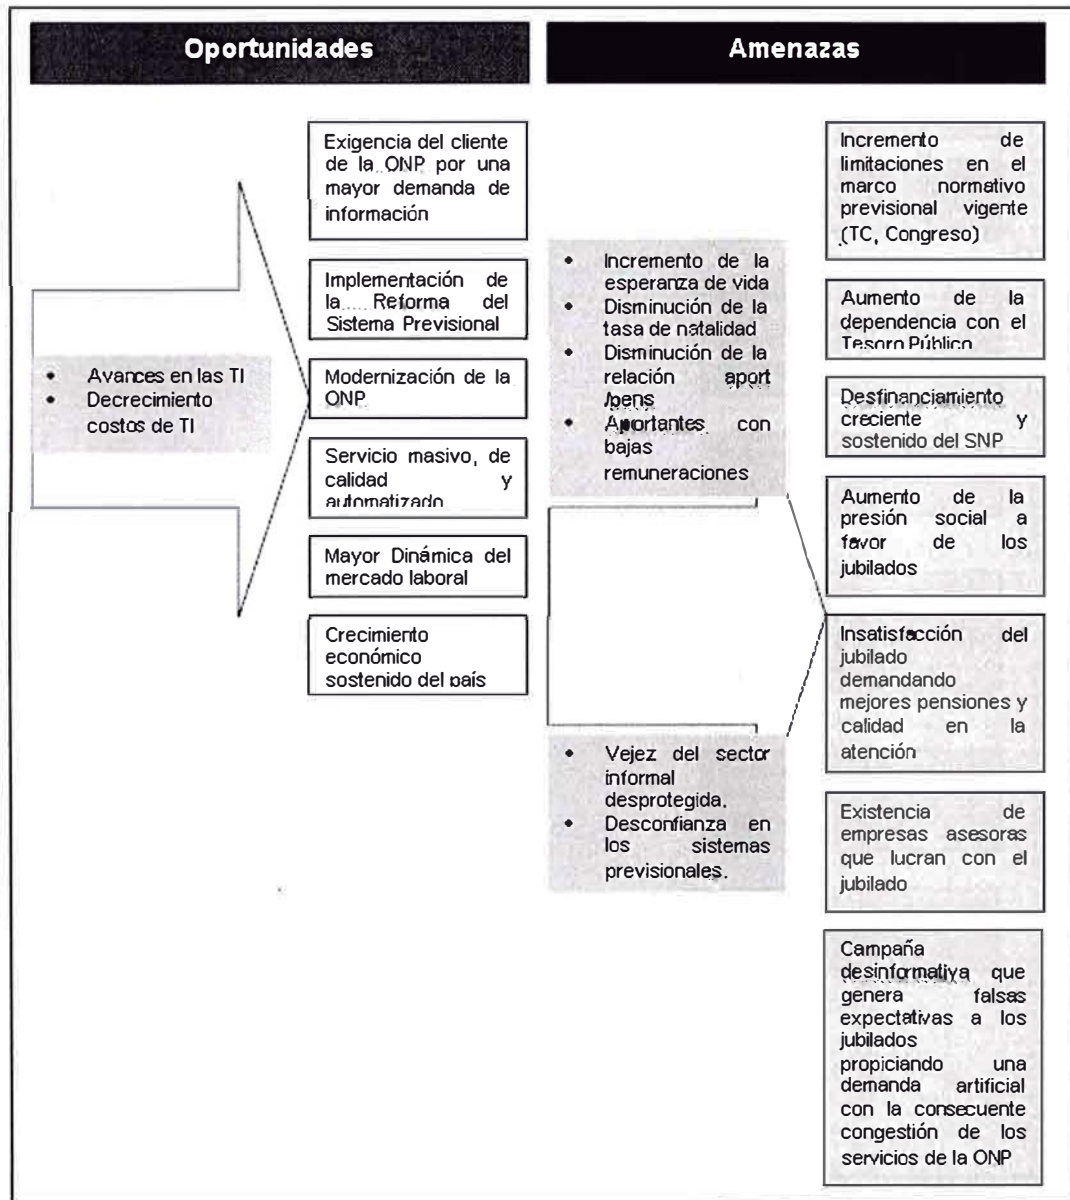 Oportunidades
Amenazas
Avances en las TI
Decrecimiento
costos de TI
Exigencia del cliente
de la ONP por una
mayor demanda de
información
Implementación de
la Reforma del
Sistema Previsional
Modernización de la
ONP
Servicio masivo, de
calidad y
automatizado
Mayor Dinámica del
mercado laboral
Crecimiento
económico
sostenido del país
Incremento de la
esperanza de vida
Disminución de la
tasa de natalidad
Disminución de la
relación aport
/pens
Aportantes con
bajas
remuneraciones
Vejez del sector
informal
desprotegida.
Desconfianza en
los sistemas
previsionales.
Incremento de
limitaciones en el
marco normativo
previsional vigente
(TC, Congreso)
Aumento de la
dependencia con el
Tesoro Público
Desfinanciamiento
creciente y
sostenido del SNP
Aumento de la
presión social a
favor de los
jubilados
Insatisfacción del
jubilado
demandando
mejores pensiones y
calidad en la
atención
Existencia de
empresas asesoras
que lucran con el
jubilado
Campaña
desinformativa que
genera falsas
expectativas a los
jubilados
propiciando una
demanda artificial
con la consecuente
congestión de los
servicios de la ONP